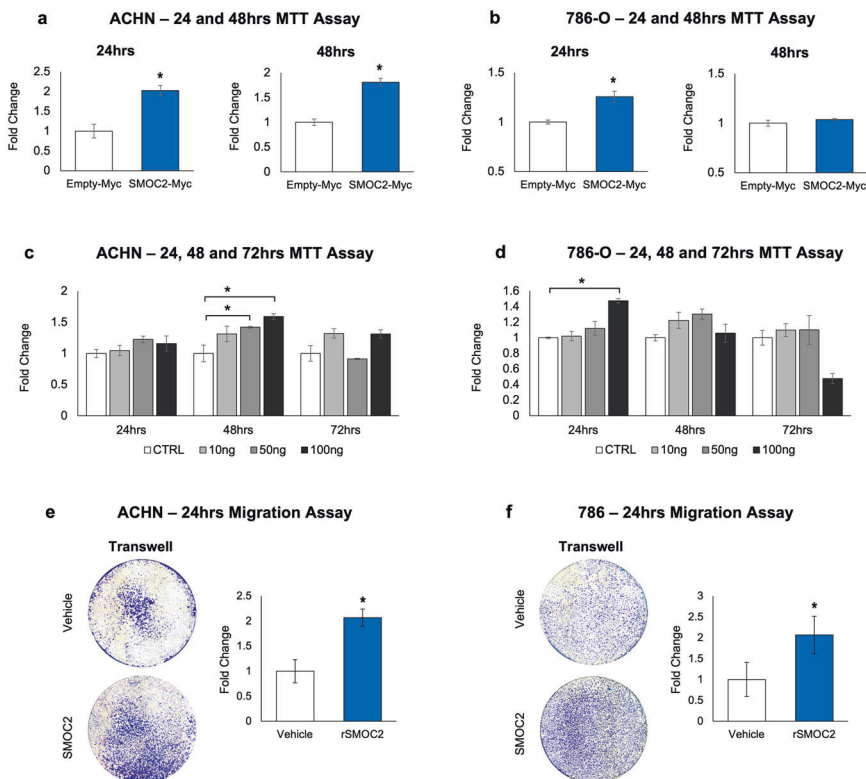 a ACHN – 24 and 48hrs MTT Assay
24hrs
Fold Change
2.5
2
1.5
1
0.5
0
*
Empty-Myc SMOC2-Myc
48hrs
Fold Change
2
1.5
1
0.5
0
*
Empty-Myc SMOC2-Myc
b 786-O – 24 and 48hrs MTT Assay
24hrs
Fold Change
1.5
1
0.5
*
Empty-Myc SMOC2-Myc
48hrs
Fold Change
1.5
1
0.5
Empty-Myc SMOC2-Myc
c ACHN – 24, 48 and 72hrs MTT Assay
Fold Change
2
1.5
1
0.5
0
*
*
24hrs 48hrs 72hrs
CTRL 10ng 50ng 100ng
d 786-O – 24, 48 and 72hrs MTT Assay
Fold Change
1.6
1.4
1.2
1.0
0.8
0.6
0.4
0.2
0
*
24hrs 48hrs 72hrs
CTRL 10ng 50ng 100ng
e ACHN – 24hrs Migration Assay
Transwell
Vehicle
SMOC2
Fold Change
2.5
2
1.5
1
0.5
0
*
Vehicle rSMOC2
f 786 – 24hrs Migration Assay
Transwell
Vehicle
SMOC2
Fold Change
3
2.5
2
1.5
1
0.5
0
*
Vehicle rSMOC2